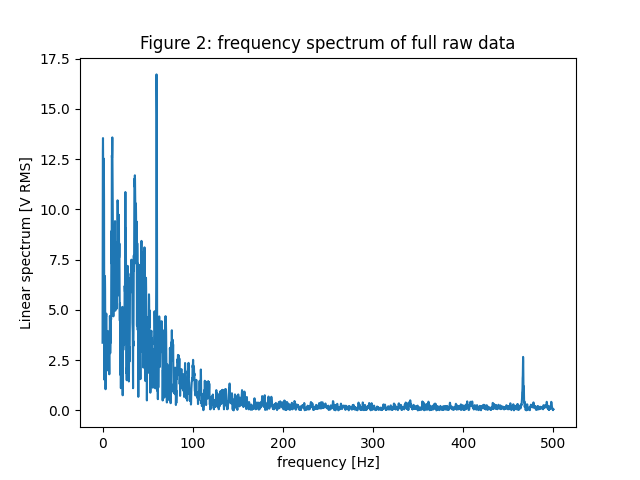 Figure 2: frequency spectrum of full raw data
17.5
15.0
12.5
10.0
7.5
5.0
2.5
0.0
Linear spectrum [V RMS]
0 100 200 300 400 500
frequency [Hz]